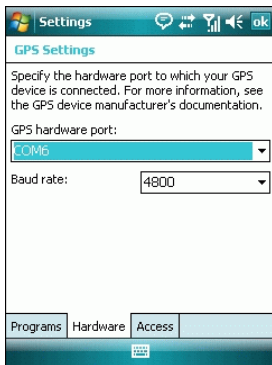 Settings
ok
GPS Settings
Specify the hardware port to which your GPS
device is connected. For more information, see
the GPS device manufacturer's documentation.
GPS hardware port:
COM6
Baud rate:
4800
Programs Hardware Access